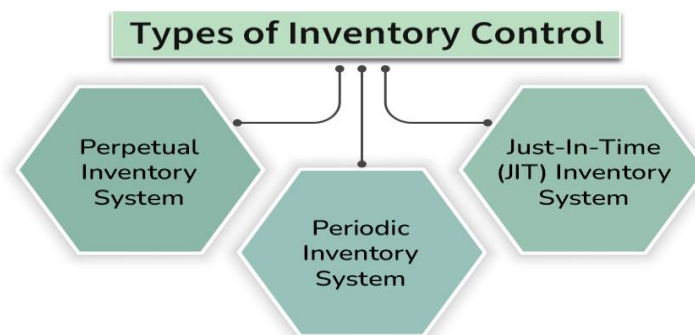 Types of Inventory Control
Perpetual
Inventory
System
Periodic
Inventory
System
Just-In-Time
(JIT) Inventory
System